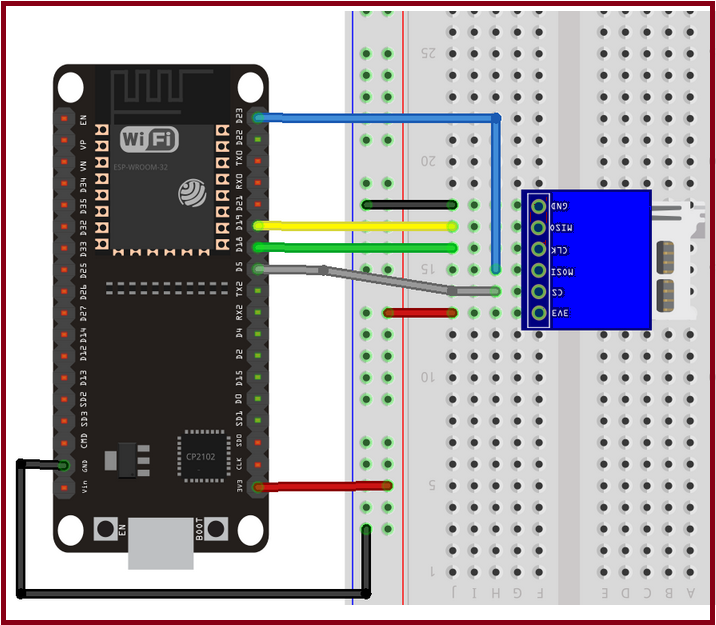 EN
VP
VN
D34
D35
D32
D33
D25
D26
D27
D14
D12
D13
SD2
SD3
CMD
GND
Vin
WiFi
ESP-WROOM-32
CP2102
EN
BOOT
D23
D22
TX0
RX0
D21
D19
D18
D5
TX2
RX2
D4
D2
D15
D0
SD1
SD0
CLK
3V3
25
20
15
10
5
1
J I H G F E D C B A
GND
MISO
CLK
MOSI
CS
3V3